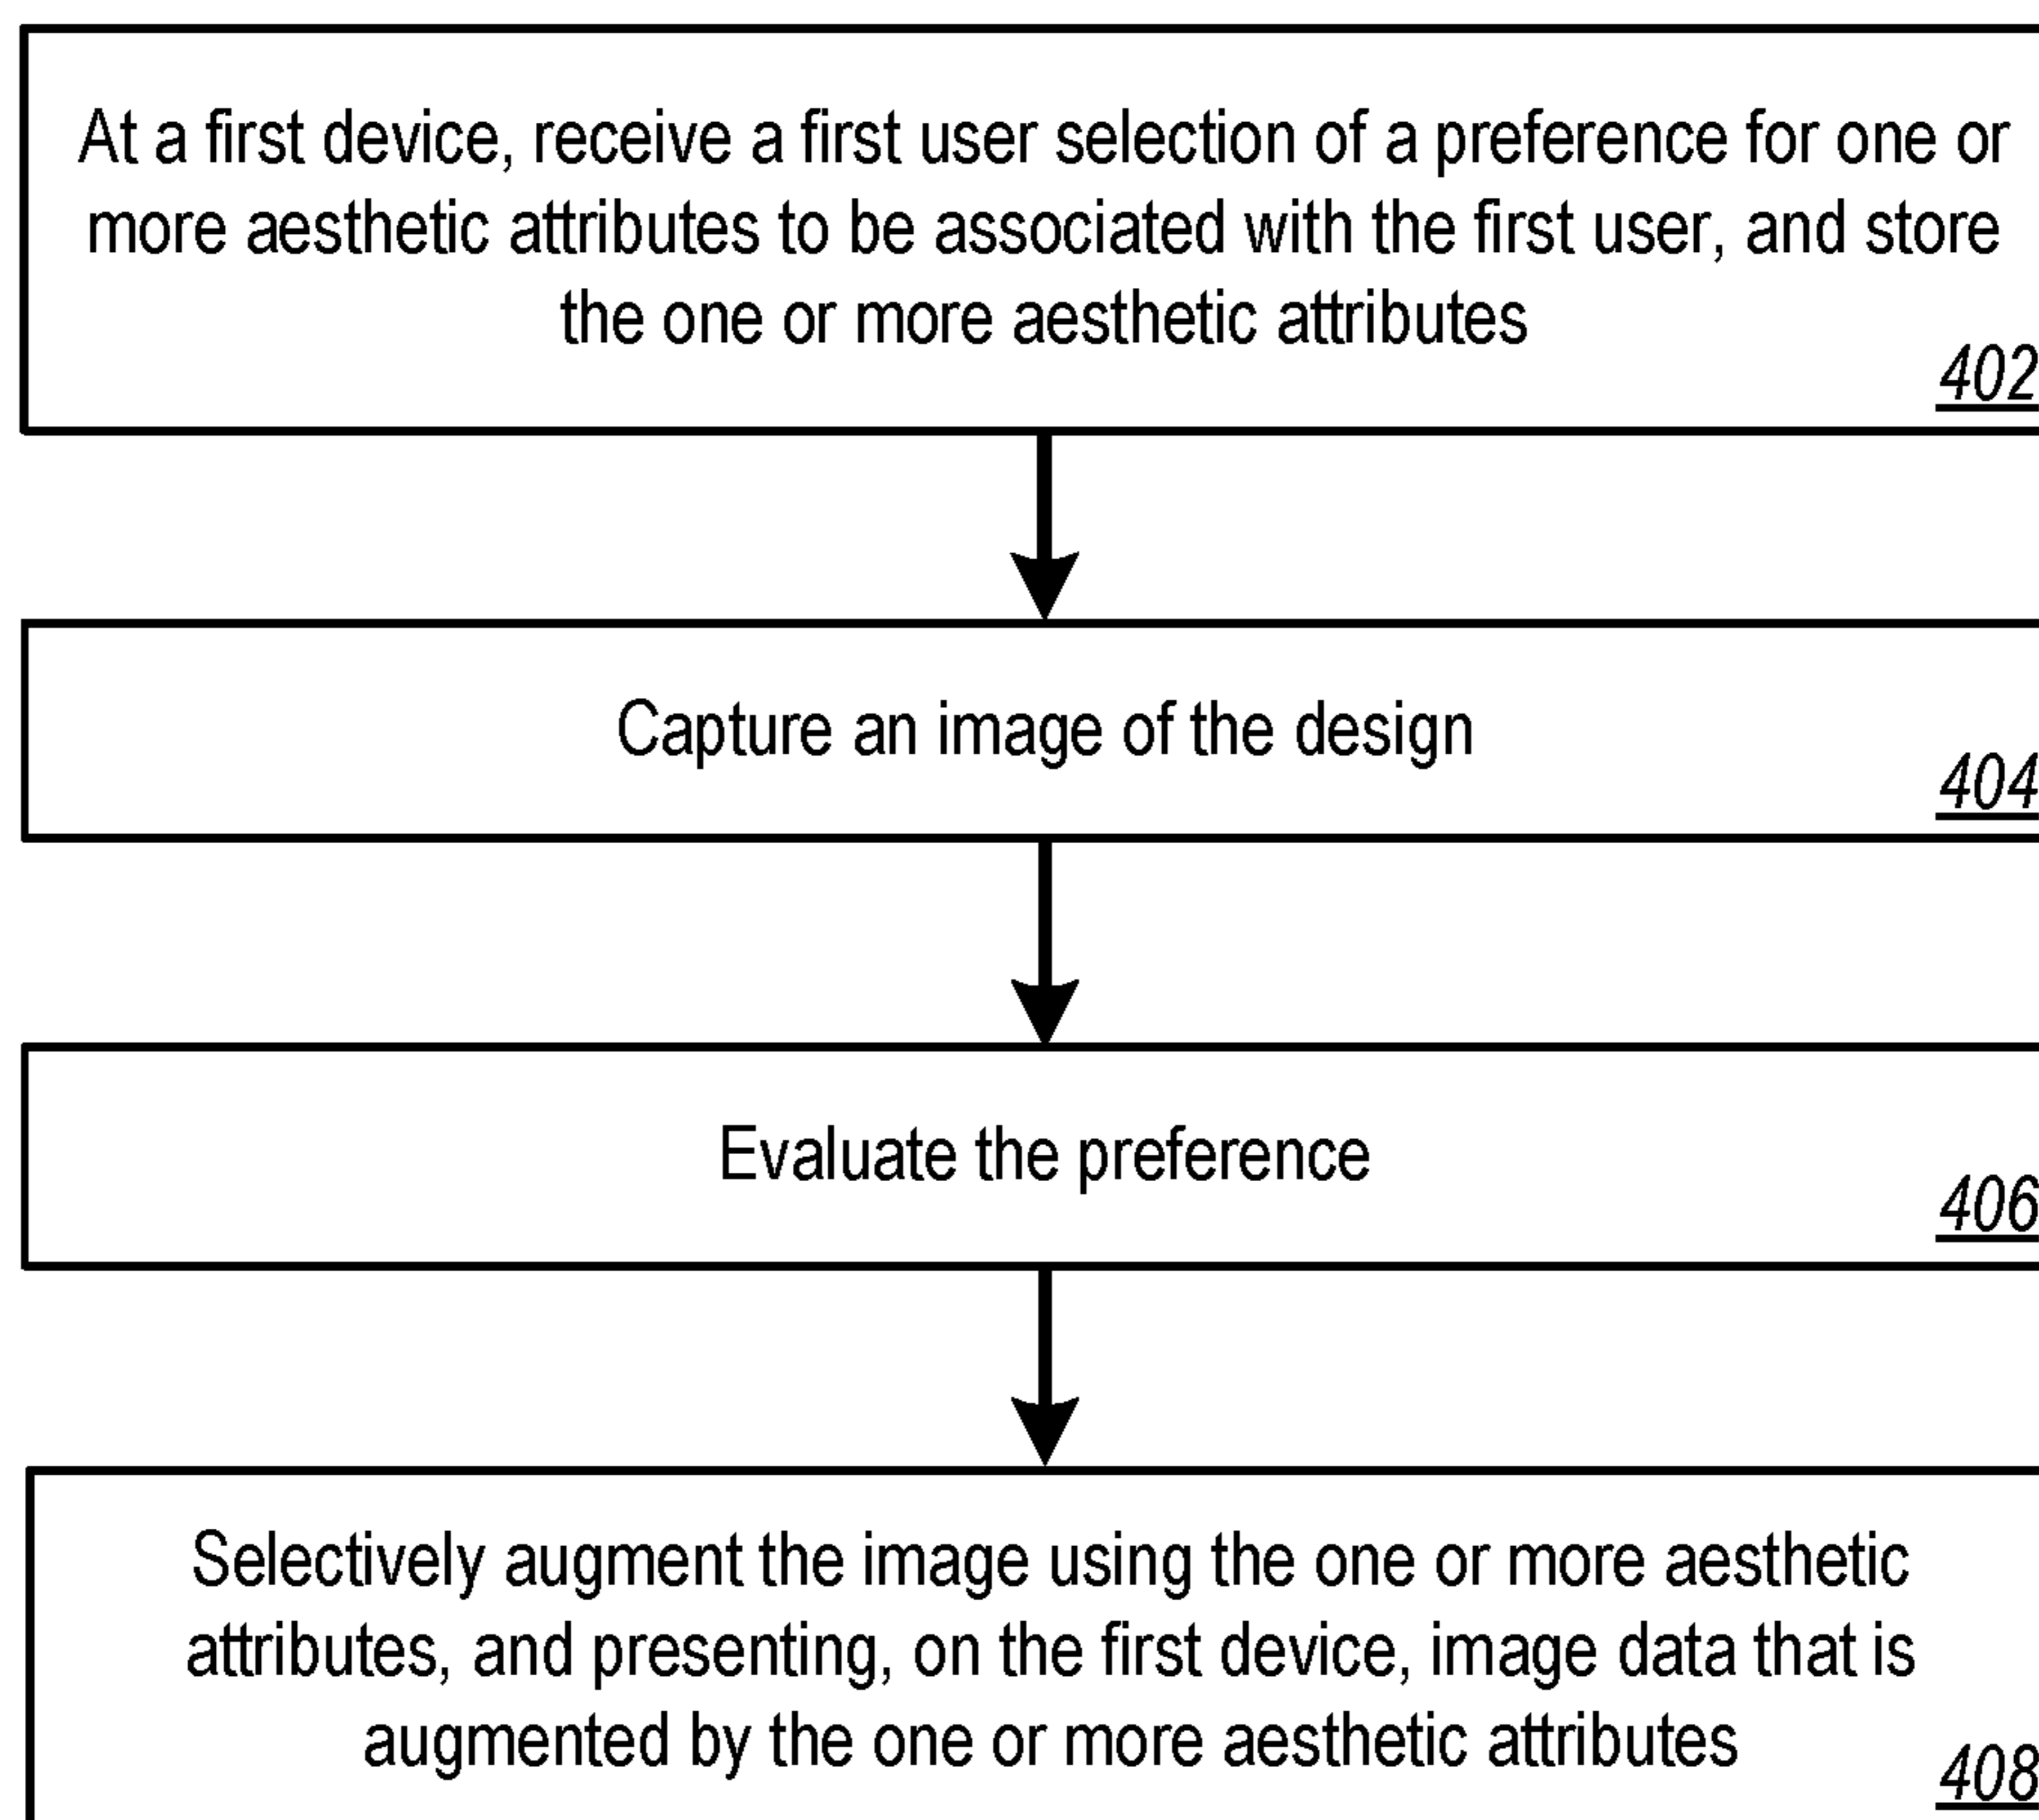 At a first device, receive a first user selection of a preference for one or
more aesthetic attributes to be associated with the first user, and store
the one or more aesthetic attributes
402
Capture an image of the design
404
Evaluate the preference
406
Selectively augment the image using the one or more aesthetic
attributes, and presenting, on the first device, image data that is
augmented by the one or more aesthetic attributes
408